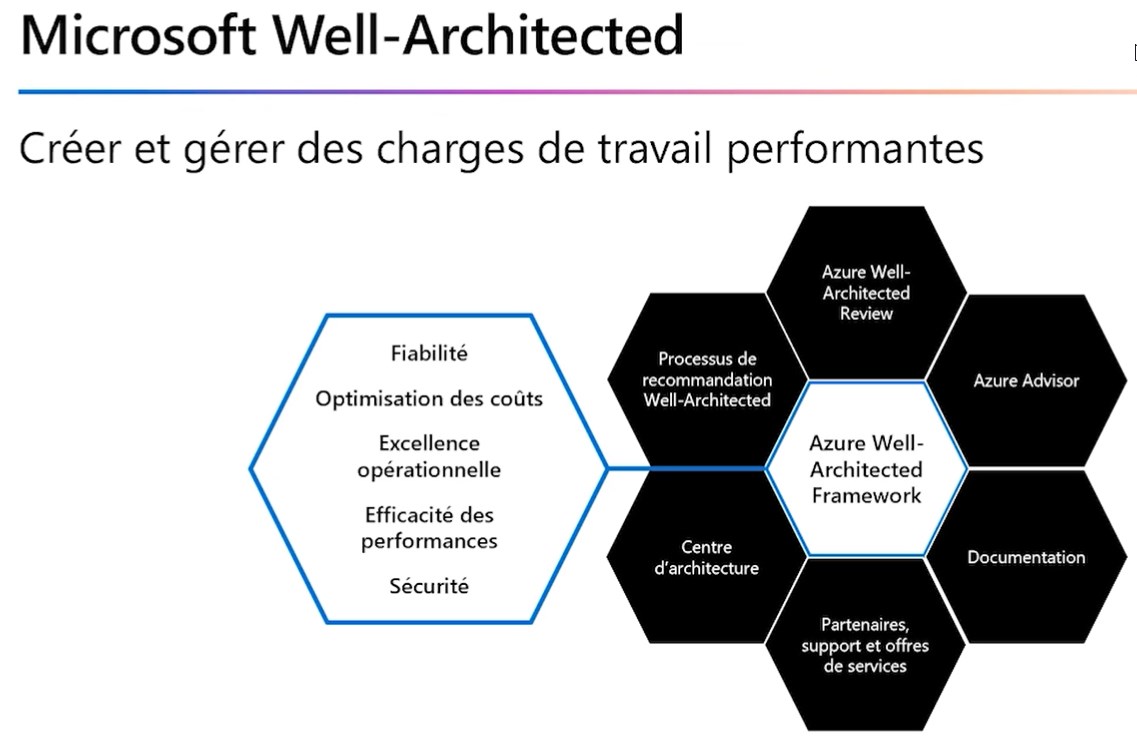 Microsoft Well-Architected
Créer et gérer des charges de travail performantes
Fiabilité
Optimisation des coûts
Excellence
opérationnelle
Efficacité des
performances
Sécurité
Processus de
recommandation
Well-Architected
Azure Well-
Architected
Review
Azure Advisor
Azure Well-
Architected
Framework
Centre
d'architecture
Documentation
Partenaires,
support et offres
de services